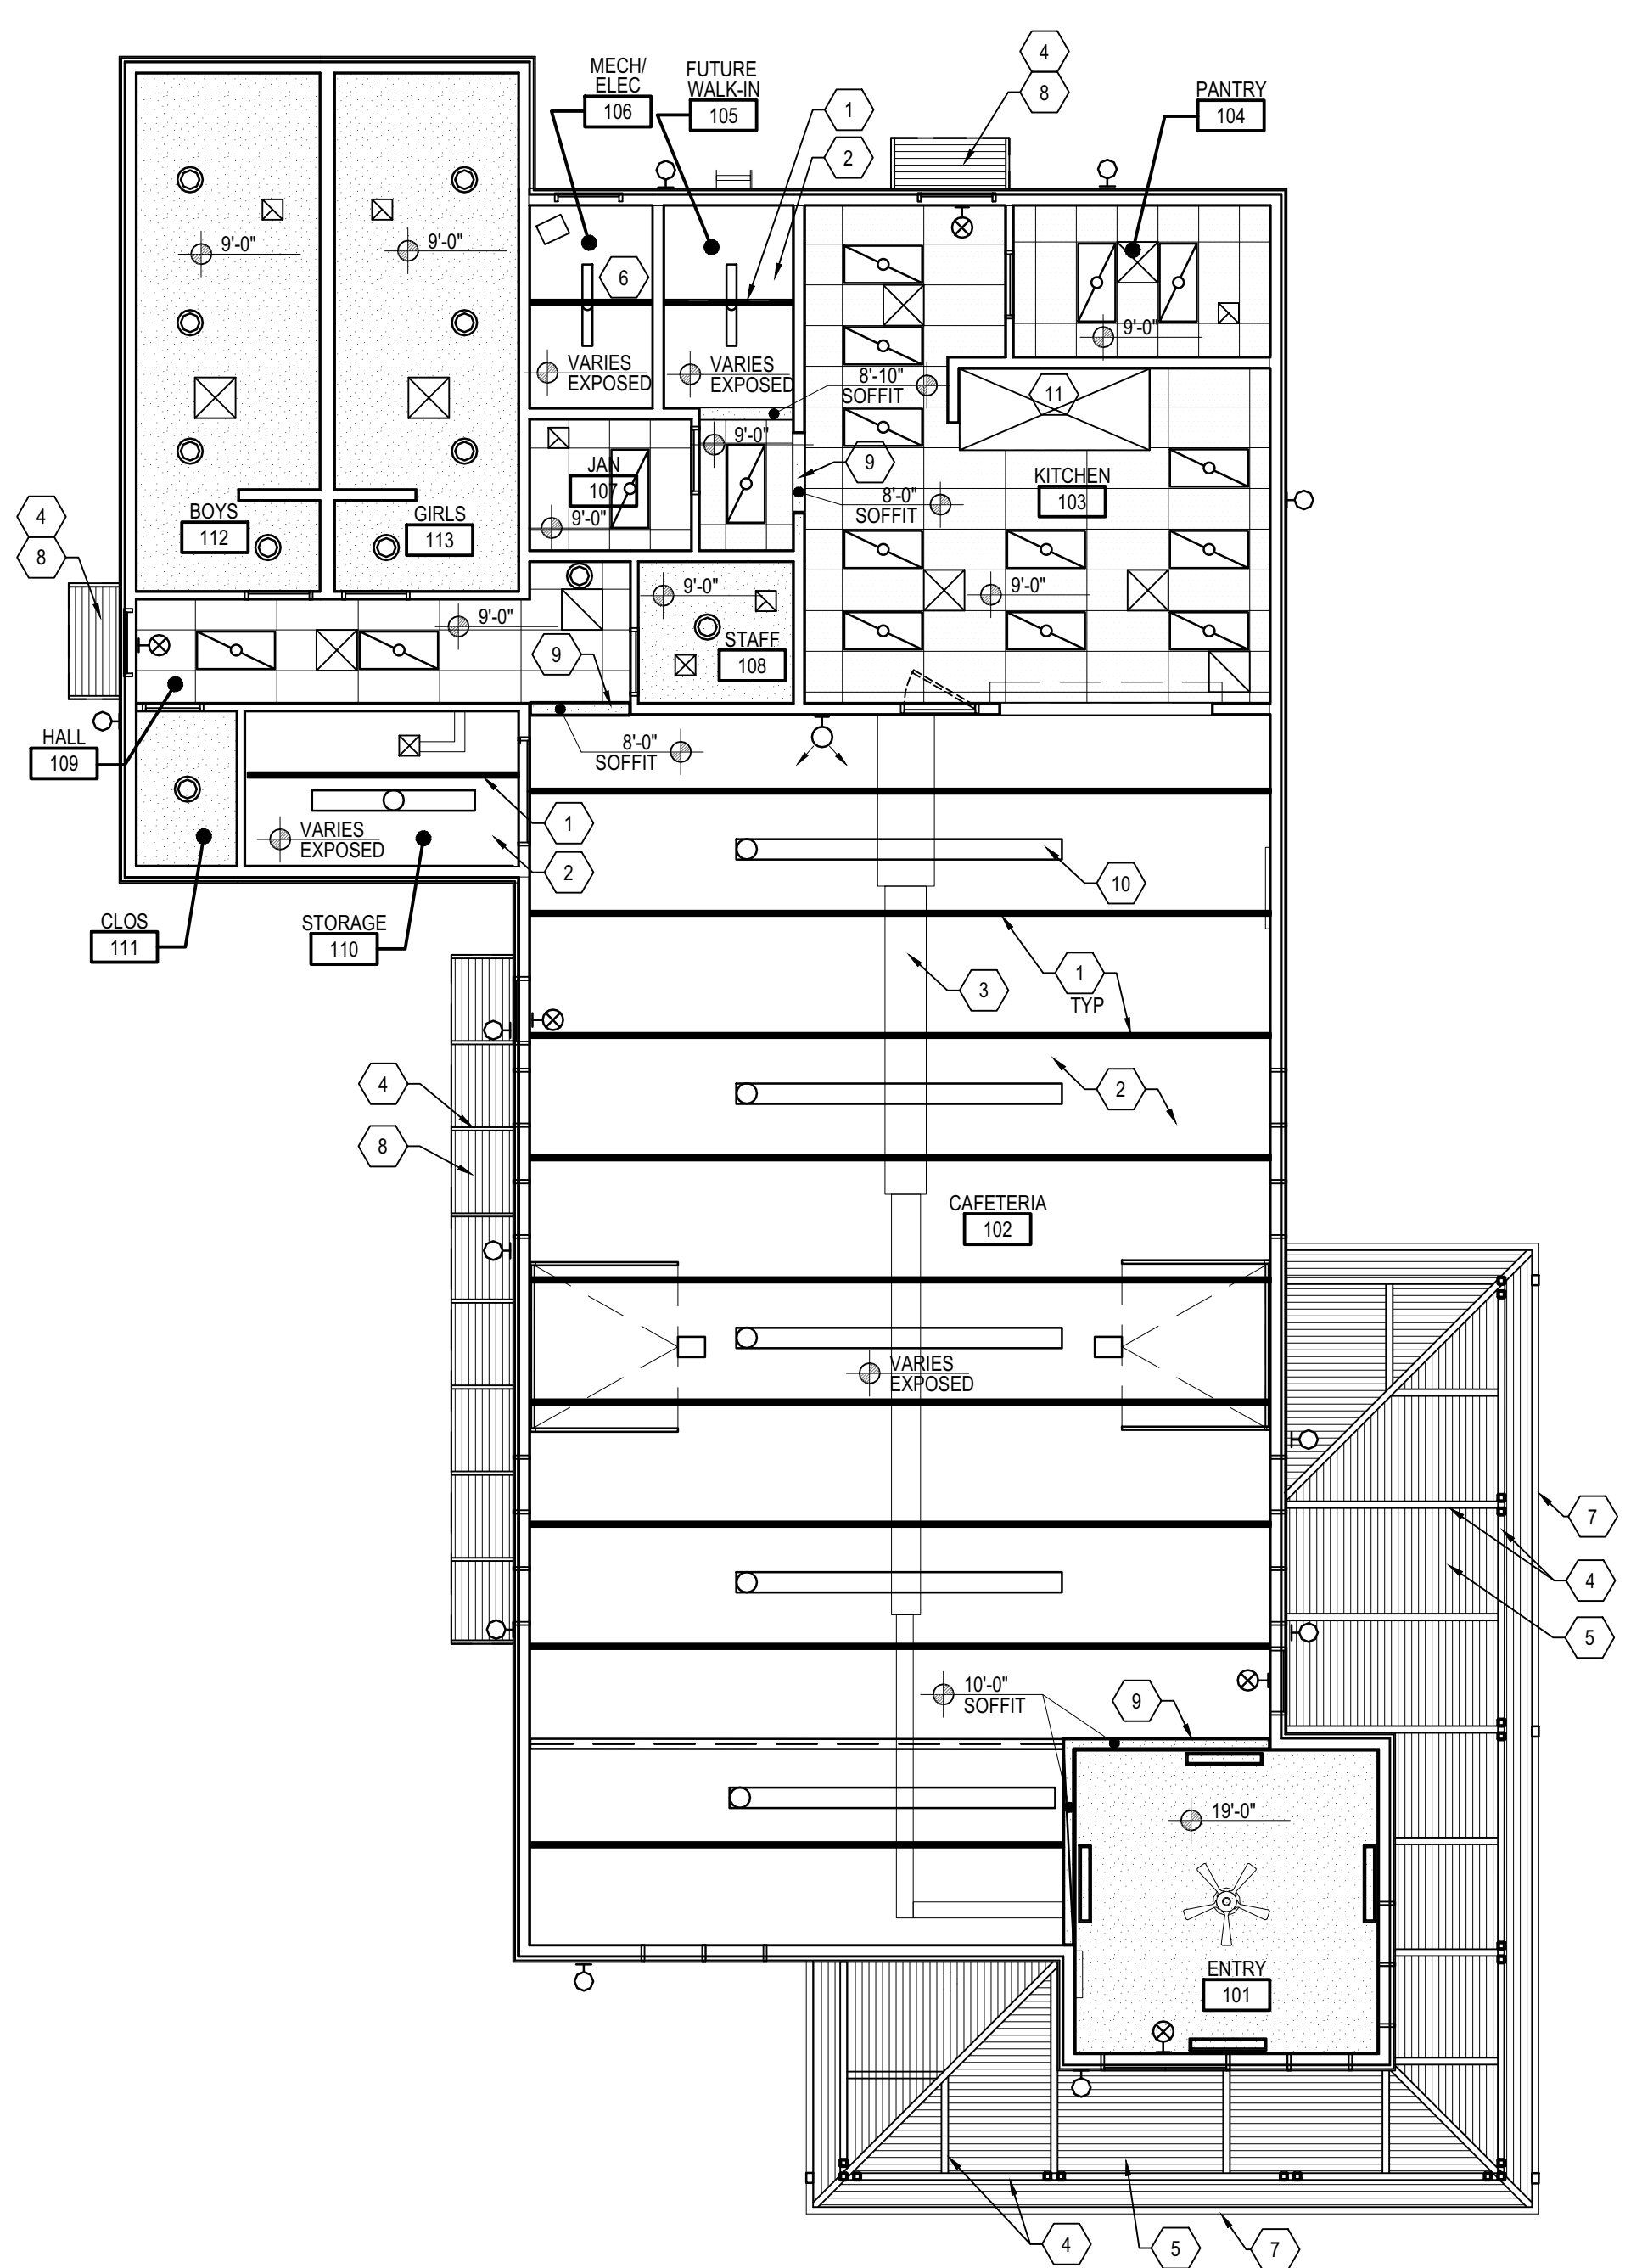 4
8
MECH/
ELEC
106
FUTURE
WALK-IN
105
1
2
PANTRY
104
9'-0"
9'-0"
6
9'-0"
VARIES
EXPOSED
VARIES
EXPOSED
8'-10"
SOFFIT
11
9'-0"
JAN
107
9'-0"
9
8'-0"
SOFFIT
KITCHEN
103
4
8
BOYS
112
GIRLS
113
9'-0"
9'-0"
9'-0"
STAFF
108
9
HALL
109
8'-0"
SOFFIT
1
2
VARIES
EXPOSED
10
CLOS
111
STORAGE
110
3
1
TYP
4
2
8
CAFETERIA
102
VARIES
EXPOSED
7
4
5
10'-0"
SOFFIT
9
19'-0"
ENTRY
101
4
5
7